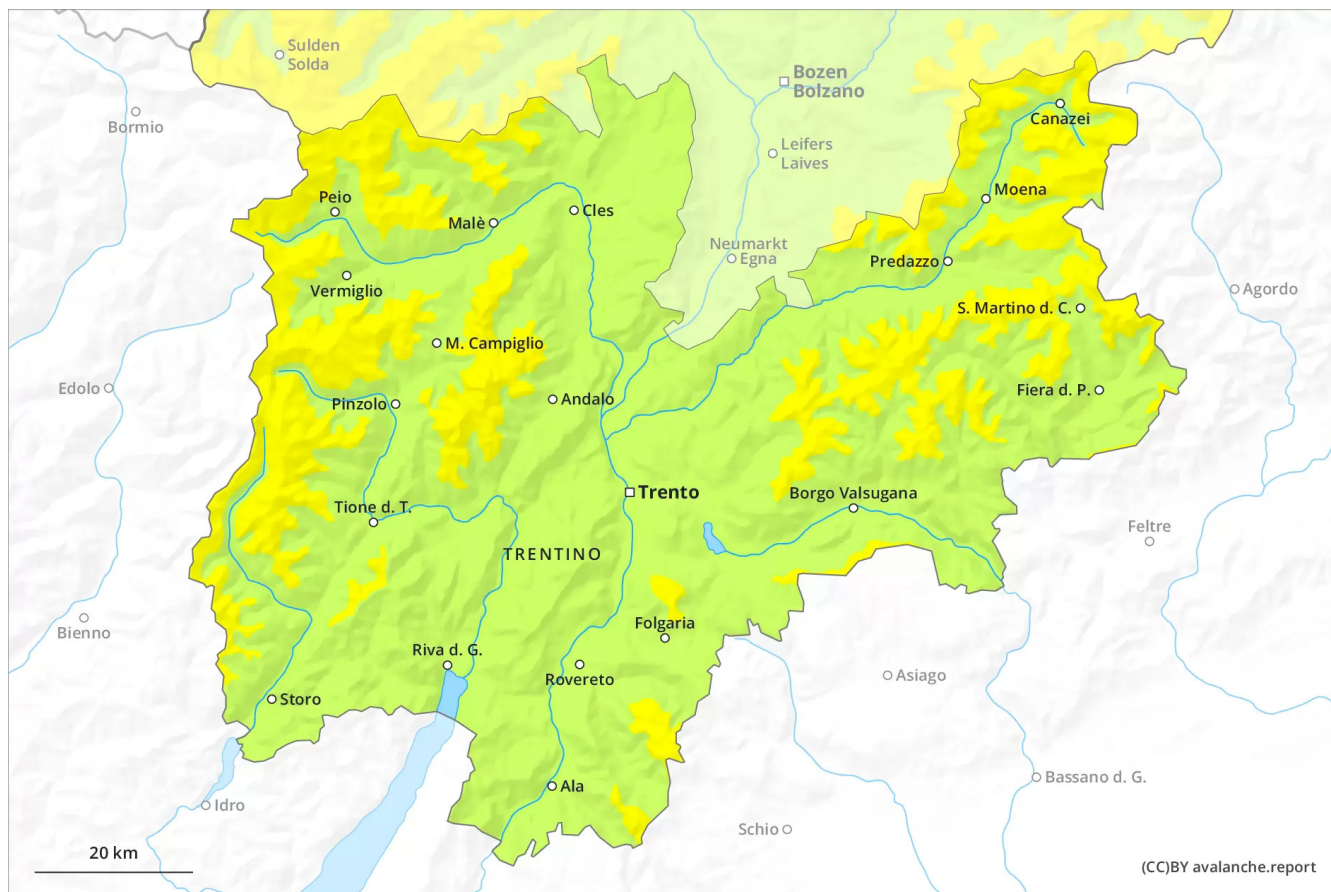 Sulden
Solda
Bozen
Bolzano
Bormio
Canazei
Leifers
Laives
Moena
Peio
Malè
Cles
Neumarkt
Egna
Predazzo
Vermiglio
Agordo
S. Martino d. C.
M. Campiglio
Edolo
Pinzolo
Andalo
Fiera d. P.
Trento
Borgo Valsugana
Tione d. T.
Feltre
TRENTINO
Bienno
Folgaria
Riva d. G.
Rovereto
Asiago
Storo
Bassano d. G.
Ala
Idro
Schio
20 km
(CC)BY avalanche.report